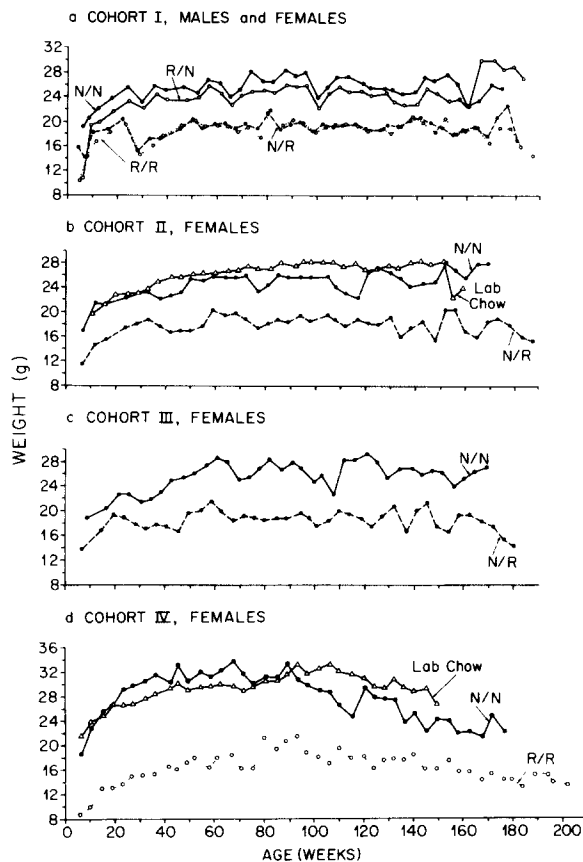 a COHORT I, MALES and FEMALES
32
28
24
20
16
12
8
N/N
R/N
R/R
N/R
b COHORT II, FEMALES
28
24
20
16
12
8
N/N
Lab
Chow
N/R
WEIGHT (g)
c COHORT III, FEMALES
28
24
20
16
12
8
N/N
N/R
d COHORT IV, FEMALES
36
32
28
24
20
16
12
8
Lab Chow
N/N
R/R
0 20 40 60 80 100 120 140 160 180 200
AGE (WEEKS)